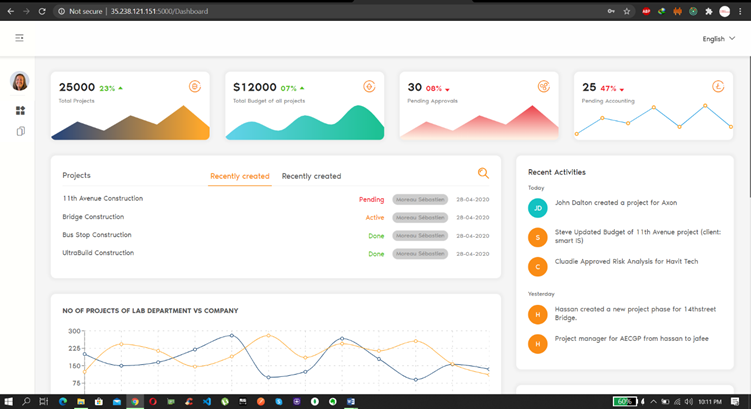 Not secure | 35.238.121.151:5000/Dashboard
ABP
English
25000 23%
Total Projects
$12000 07%
Total Budget of all projects
30 08%
Pending Approvals
25 47%
Pending Accounting
Projects
Recently created
Recently created
11th Avenue Construction Pending Moreau Sébastien 28-04-2020
Bridge Construction Active Moreau Sébastien 28-04-2020
Bus Stop Construction Done Moreau Sébastien 28-04-2020
UltraBuild Construction Done Moreau Sébastien 28-04-2020
Recent Activities
Today
JD John Dalton created a project for Axon
S Steve Updated Budget of 11th Avenue project (client:
smart IS)
C Cluadie Approved Risk Analysis for Havit Tech
Yesterday
H Hassan created a new project phase for 14thstreet
Bridge.
H Project manager for AECGP from hassan to jafee
NO OF PROJECTS OF LAB DEPARTMENT VS COMPANY
300
225
150
75
60%
10:11 PM